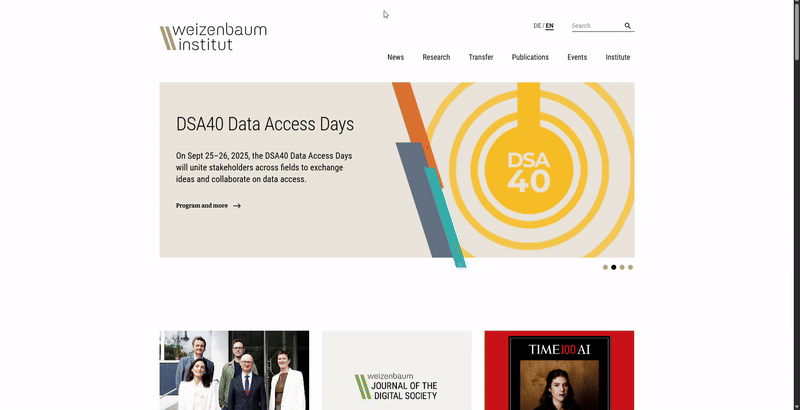 weizenbaum
institut
DE / EN
Search
News
Research
Transfer
Publications
Events
Institute
DSA40 Data Access Days
On Sept 25–26, 2025, the DSA40 Data Access Days
will unite stakeholders across fields to exchange
ideas and collaborate on data access.
Program and more
DSA
40
weizenbaum
JOURNAL OF THE
DIGITAL SOCIETY
TIME100 AI